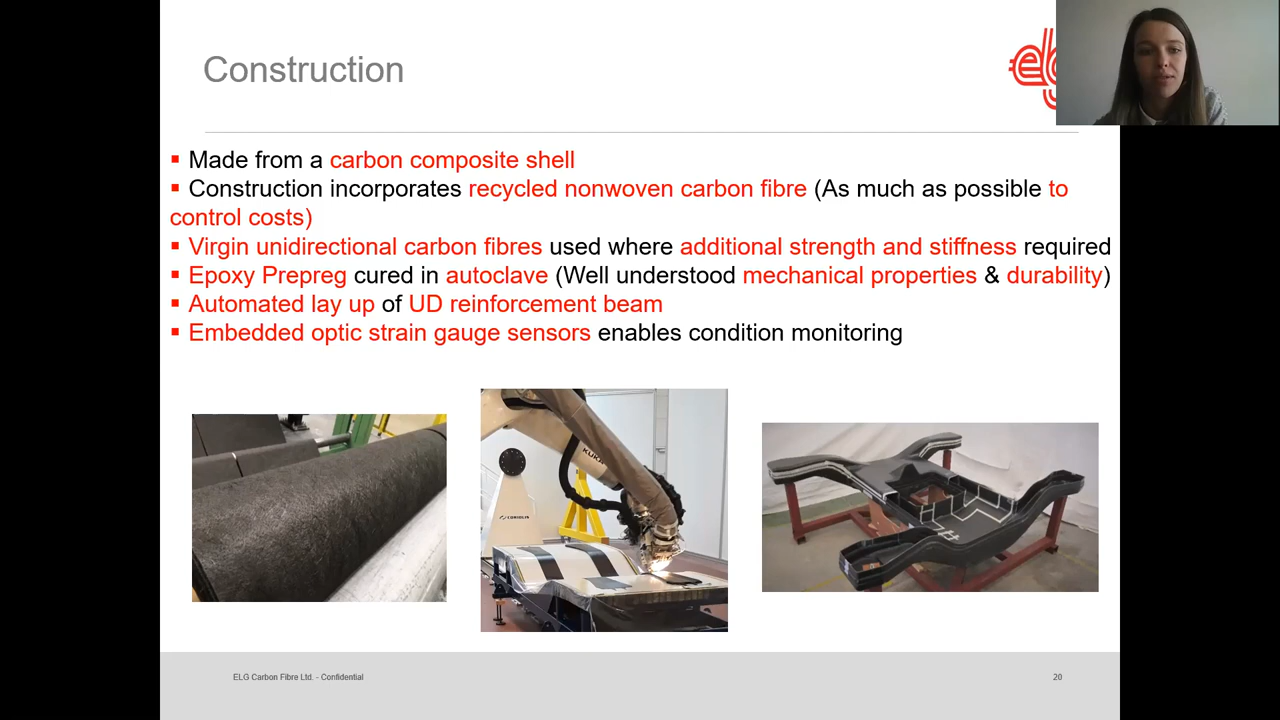 Construction
▪ Made from a carbon composite shell
▪ Construction incorporates recycled nonwoven carbon fibre (As much as possible to
control costs)
▪ Virgin unidirectional carbon fibres used where additional strength and stiffness required
▪ Epoxy Prepreg cured in autoclave (Well understood mechanical properties & durability)
▪ Automated lay up of UD reinforcement beam
▪ Embedded optic strain gauge sensors enables condition monitoring
KUKA
CORIOLIS
ELG Carbon Fibre Ltd. - Confidential
20